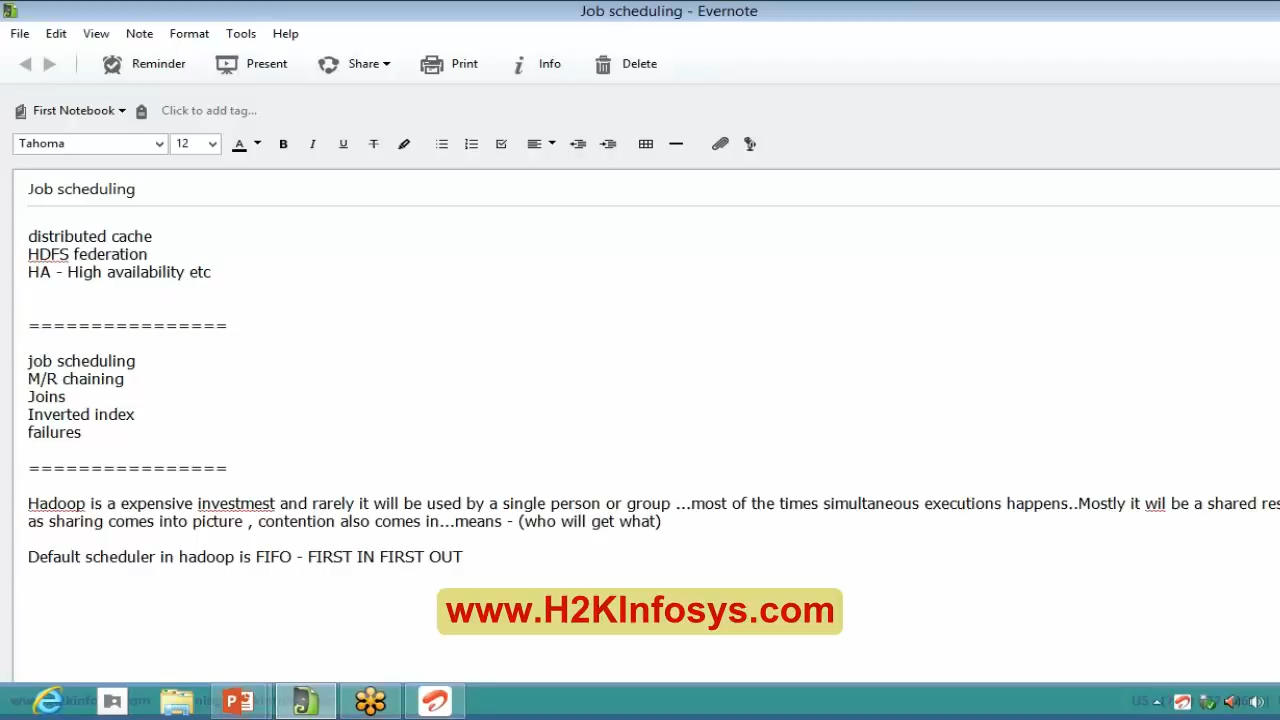 Job scheduling - Evernote
File Edit View Note Format Tools Help
Reminder Present Share Print Info Delete
First Notebook Click to add tag...
Tahoma 12 A B I U T
Job scheduling
distributed cache
HDFS federation
HA - High availability etc
================
job scheduling
M/R chaining
Joins
Inverted index
failures
================
Hadoop is a expensive investmest and rarely it will be used by a single person or group ...most of the times simultaneous executions happens..Mostly it wil be a shared res
as sharing comes into picture , contention also comes in...means - (who will get what)
Default scheduler in hadoop is FIFO - FIRST IN FIRST OUT
www.H2KInfosys.com
US